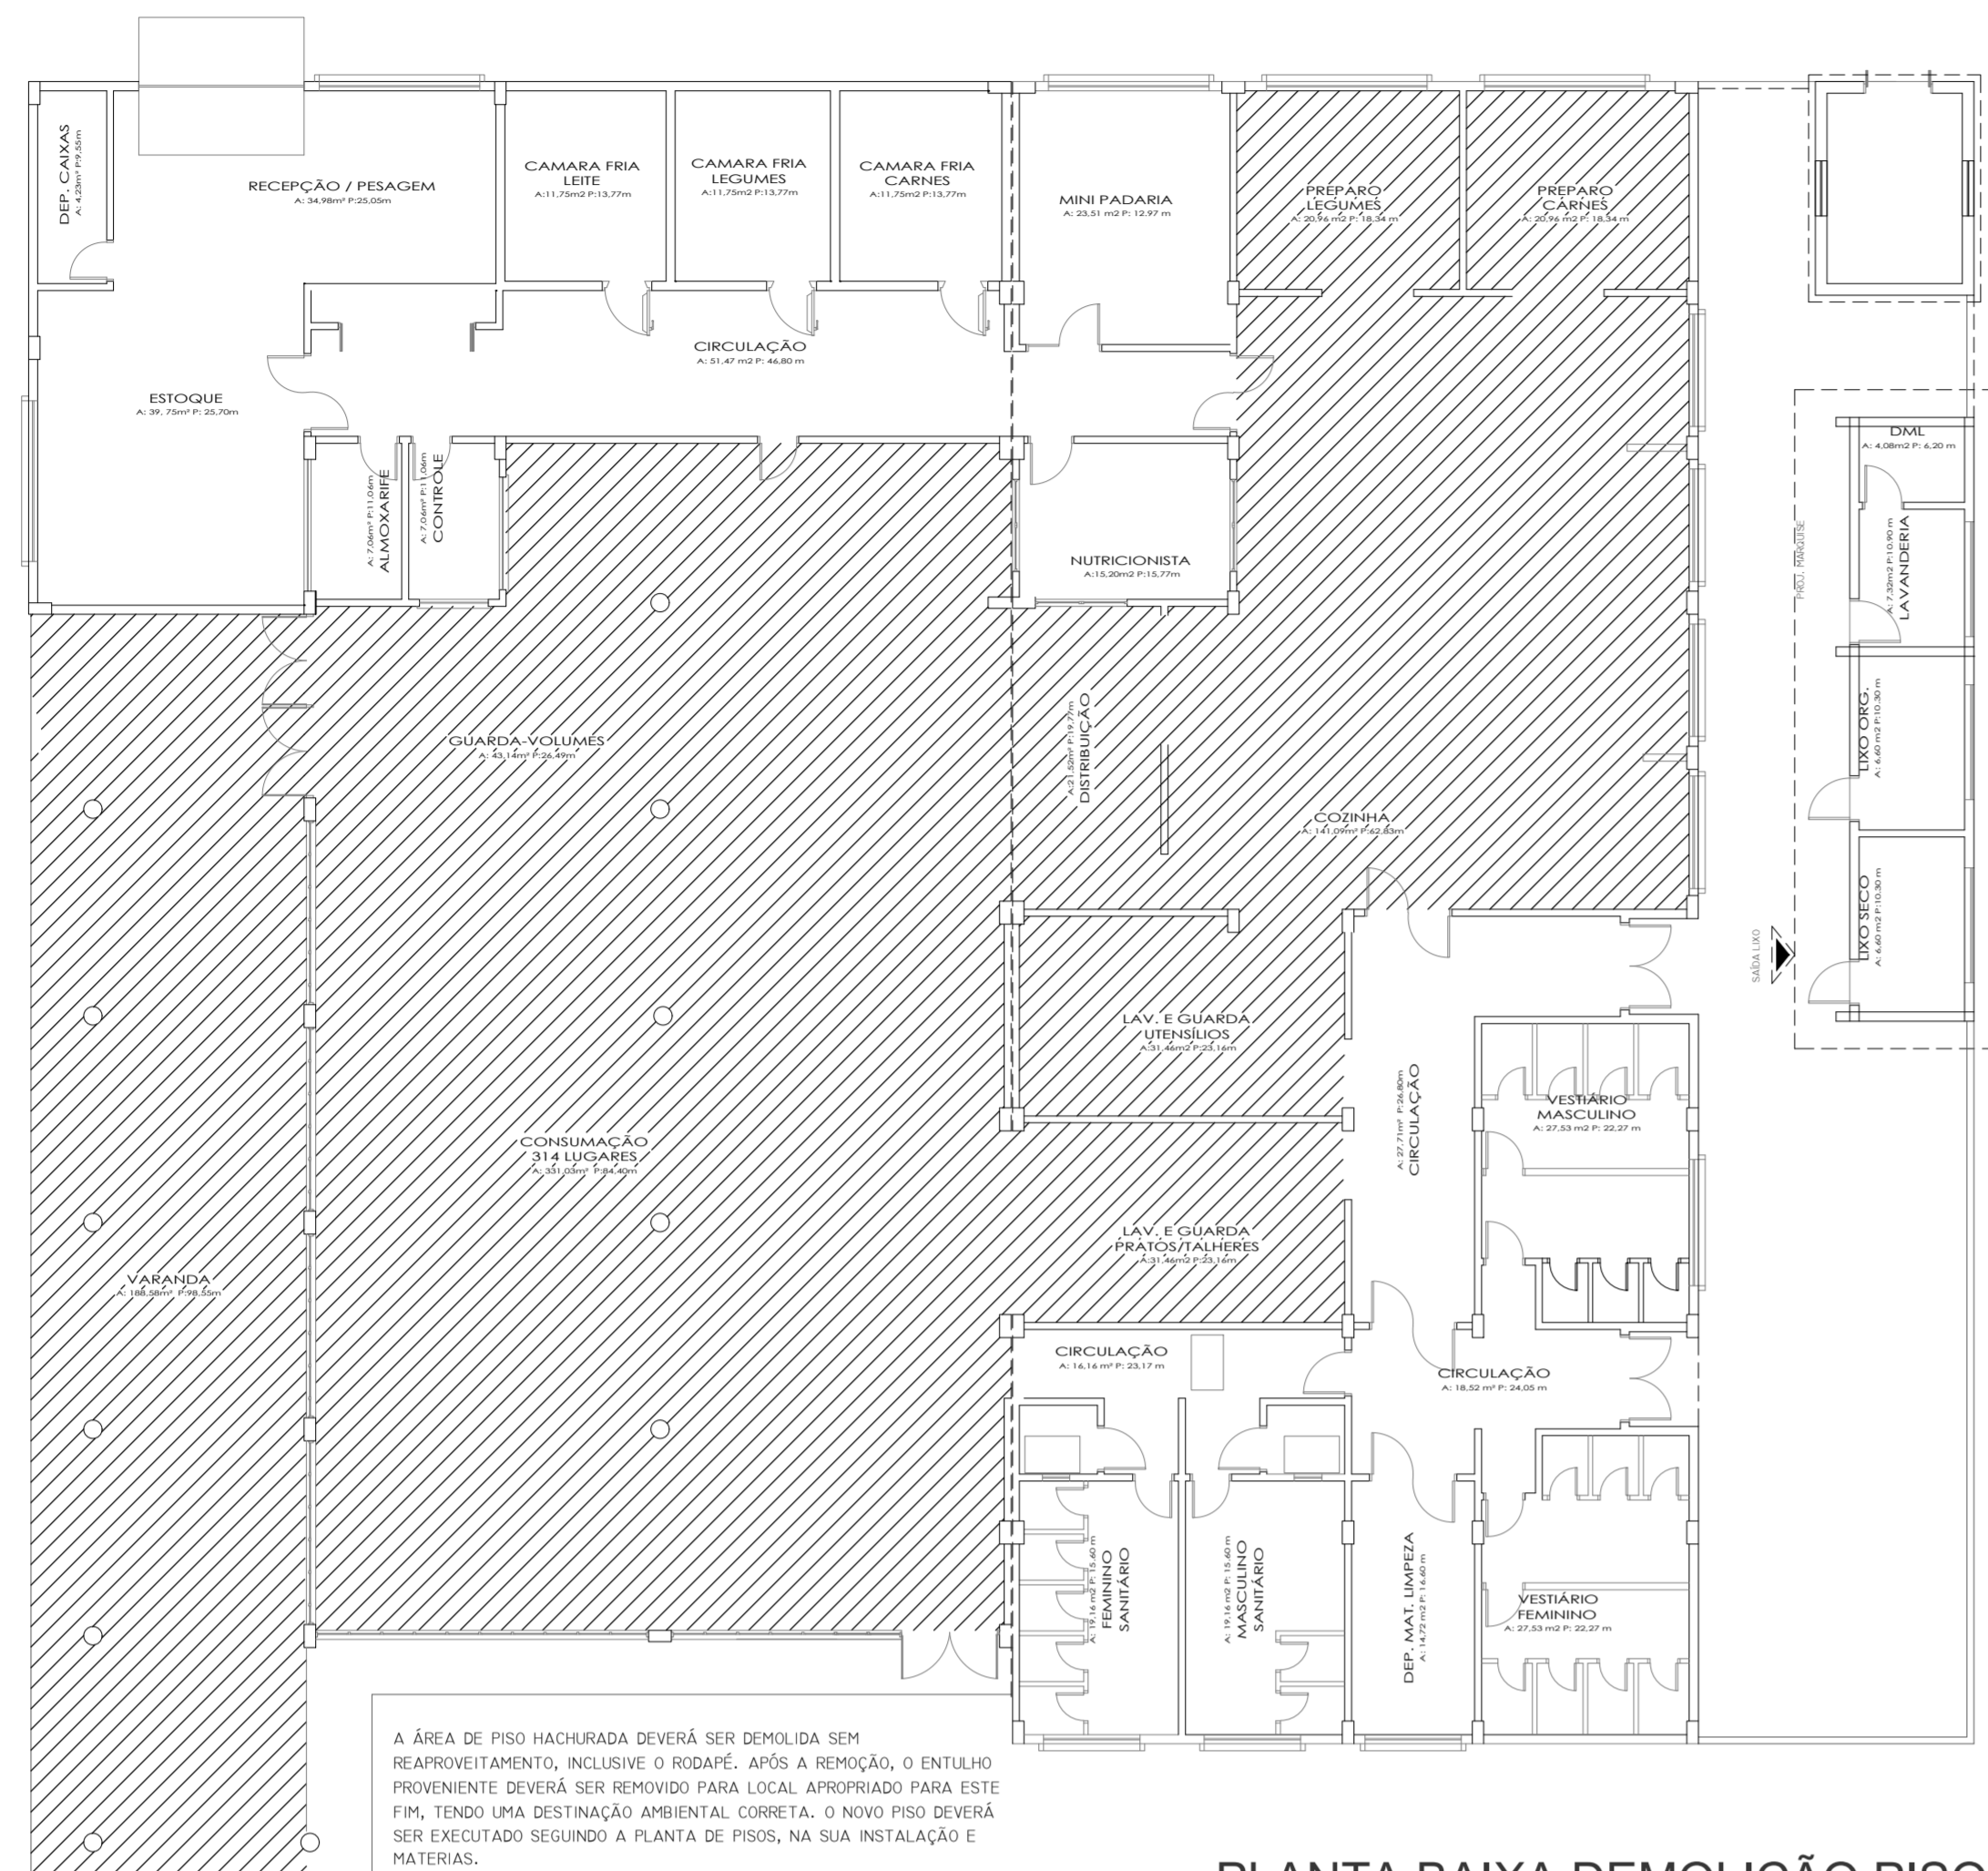 DEP. CAIXAS
A: 4,23m² P:9,55m
RECEPÇÃO / PESAGEM
A: 34,98m² P:25,05m
CAMARA FRIA
LEITE
A:11,75m2 P:13,77m
CAMARA FRIA
LEGUMES
A:11,75m2 P:13,77m
CAMARA FRIA
CARNES
A:11,75m2 P:13,77m
MINI PADARIA
A: 23,51 m2 P: 12.97 m
PREPARO
LEGUMES
A: 20,96 m2 P: 18,34 m
PREPARO
CARNES
A: 20,96 m2 P: 18,34 m
CIRCULAÇÃO
A: 51,47 m2 P: 46,80 m
ESTOQUE
A: 39, 75m² P: 25,70m
A: 7,06m² P:11,06m
ALMOXARIFE
A: 7,06m² P:11,06m
CONTROLE
NUTRICIONISTA
A:15,20m2 P:15,77m
DML
A: 4,08m2 P: 6,20 m
PROJ. MARQUISE
A: 7,32m2 P:10.90 m
LAVANDERIA
LIXO ORG.
A: 6.60 m2 P:10.30 m
LIXO SECO
A: 6.60 m2 P:10.30 m
SAÍDA LIXO
GUARDA-VOLUMES
A: 43,14m² P:26,49m
A:21,52m² P:19,77m
DISTRIBUIÇÃO
COZINHA
A: 141,09m² P:62,83m
LAV. E GUARDA
UTENSÍLIOS
A:31,46m2 P:23,16m
A: 27,71m² P:26,80m
CIRCULAÇÃO
VESTIÁRIO
MASCULINO
A: 27,53 m2 P: 22,27 m
CONSUMAÇÃO
314 LUGARES
A: 331,03m² P:84,40m
LAV. E GUARDA
PRATOS/TALHERES
A:31,46m2 P:23,16m
VARANDA
A: 188,58m² P:98,55m
CIRCULAÇÃO
A: 16,16 m² P: 23,17 m
CIRCULAÇÃO
A: 18,52 m² P: 24,05 m
A: 19,16 m2 P: 15.60 m
FEMININO
SANITÁRIO
A: 19,16 m2 P: 15.60 m
MASCULINO
SANITÁRIO
DEP. MAT. LIMPEZA
A: 14,72 m2 P: 16.60 m
VESTIÁRIO
FEMININO
A: 27,53 m2 P: 22,27 m
A ÁREA DE PISO HACHURADA DEVERÁ SER DEMOLIDA SEM
REAPROVEITAMENTO, INCLUSIVE O RODAPÉ. APÓS A REMOÇÃO, O ENTULHO
PROVENIENTE DEVERÁ SER REMOVIDO PARA LOCAL APROPRIADO PARA ESTE
FIM, TENDO UMA DESTINAÇÃO AMBIENTAL CORRETA. O NOVO PISO DEVERÁ
SER EXECUTADO SEGUINDO A PLANTA DE PISOS, NA SUA INSTALAÇÃO E
MATERIAS.
PLANTA BAIXA DEMOLIÇÃO PISO